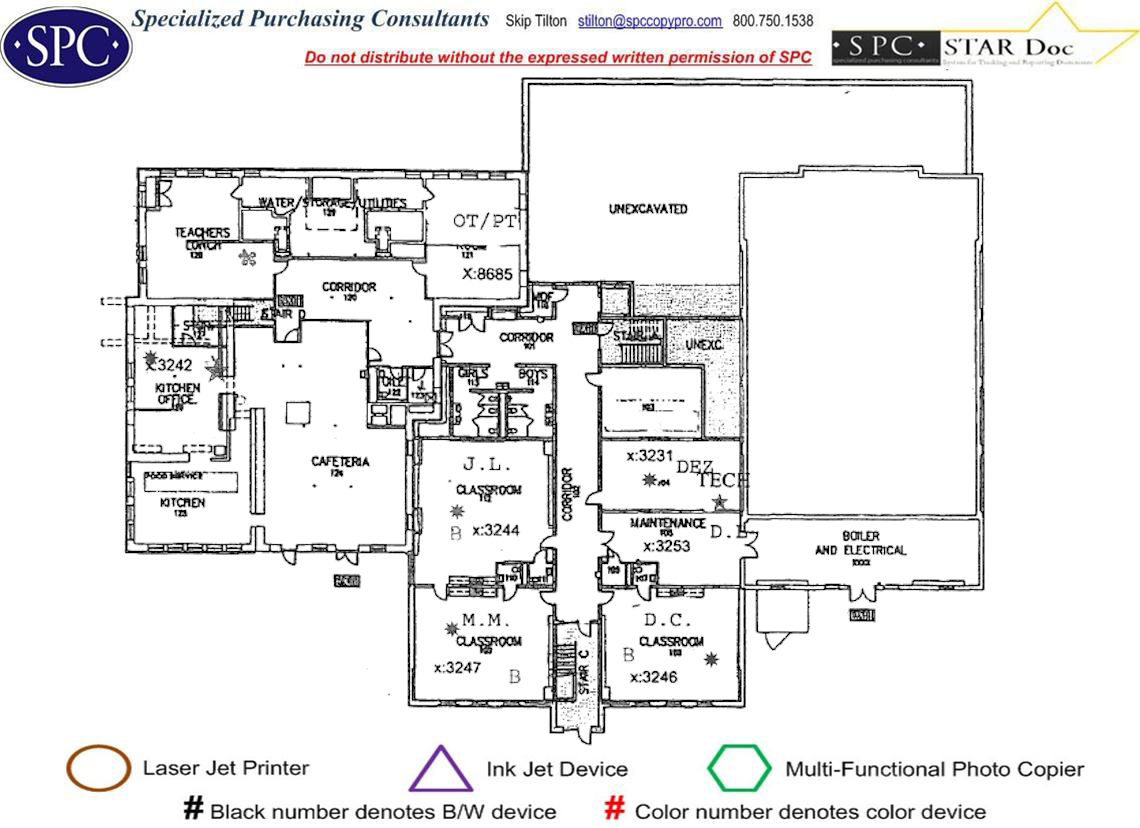 SPC
Specialized Purchasing Consultants Skip Tilton stilton@spccopypro.com 800.750.1538
Do not distribute without the expressed written permission of SPC
SPC
specialized purchasing consultants
STAR Doc
System for Tracking and Reporting Documents
UNEXCAVATED
WATER/STORAGE/UTILITIES
129
OT/PT
ROOM
121
X:8685
TEACHERS
LUNCH
128
CORRIDOR
120
STAIR
MDF
CORRIDOR
101
STAIR A
UNEXC.
x:3242
KITCHEN
OFFICE
GIRLS
113
BOYS
114
122
CAFETERIA
124
FOOD SERVICE
KITCHEN
125
J.L.
CLASSROOM
112
B x:3244
CORRIDOR
102
x:3231
104
DEZ
TECH
MAINTENANCE
105
x:3253
BOILER
AND ELECTRICAL
M.M.
CLASSROOM
x:3247
B
STAIR C
D.C.
CLASSROOM
B
x:3246
Laser Jet Printer
Ink Jet Device
Multi-Functional Photo Copier
# Black number denotes B/W device
# Color number denotes color device